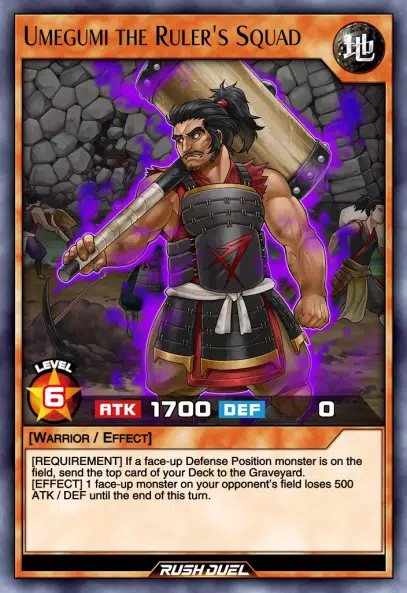 Umegumi the Ruler's Squad
地
LEVEL
6
ATK 1700 DEF 0
[Warrior / Effect]
[REQUIREMENT] If a face-up Defense Position monster is on the
field, send the top card of your Deck to the Graveyard.
[EFFECT] 1 face-up monster on your opponent's field loses 500
ATK / DEF until the end of this turn.
RUSH DUEL